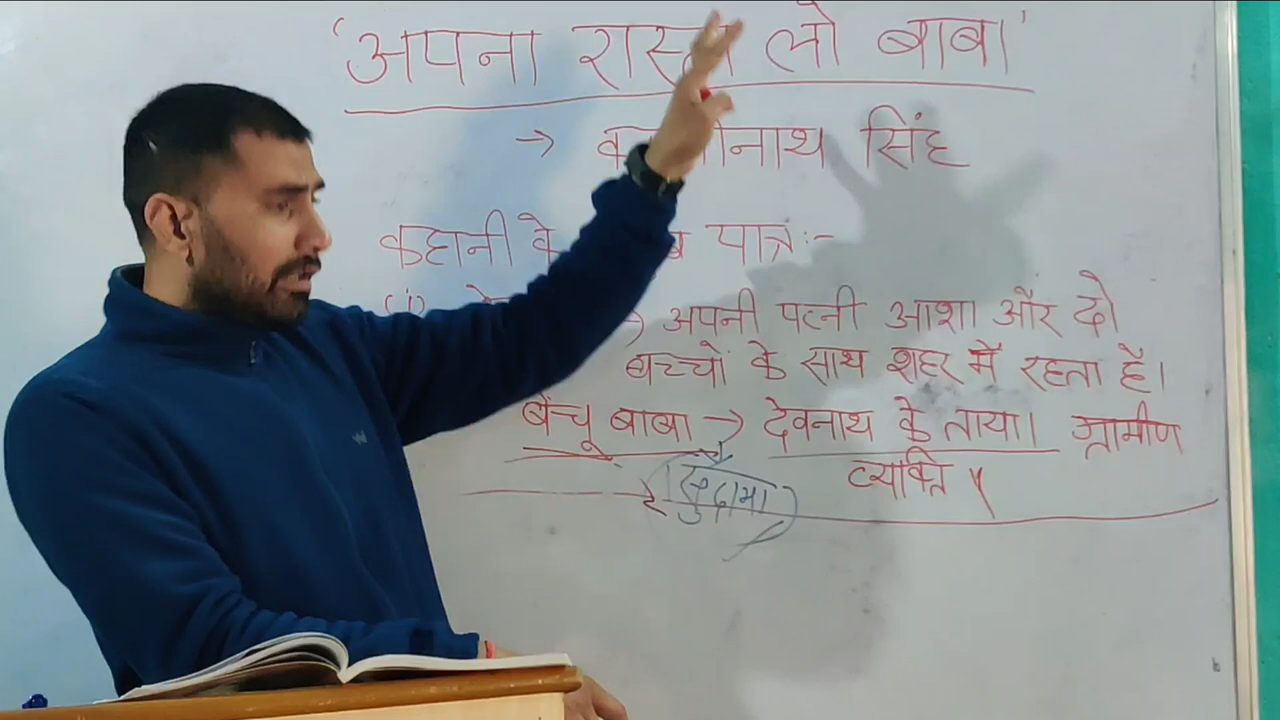 'अपना रास्ता लो बाबा'
→ काशीनाथ सिंह
कहानी के पात्र:-
(i) → अपनी पत्नी आशा और दो
बच्चों के साथ शहर में रहता है।
बेंचू बाबा → देवनाथ के ताया। ग्रामीण
व्यक्ति
सुदामा